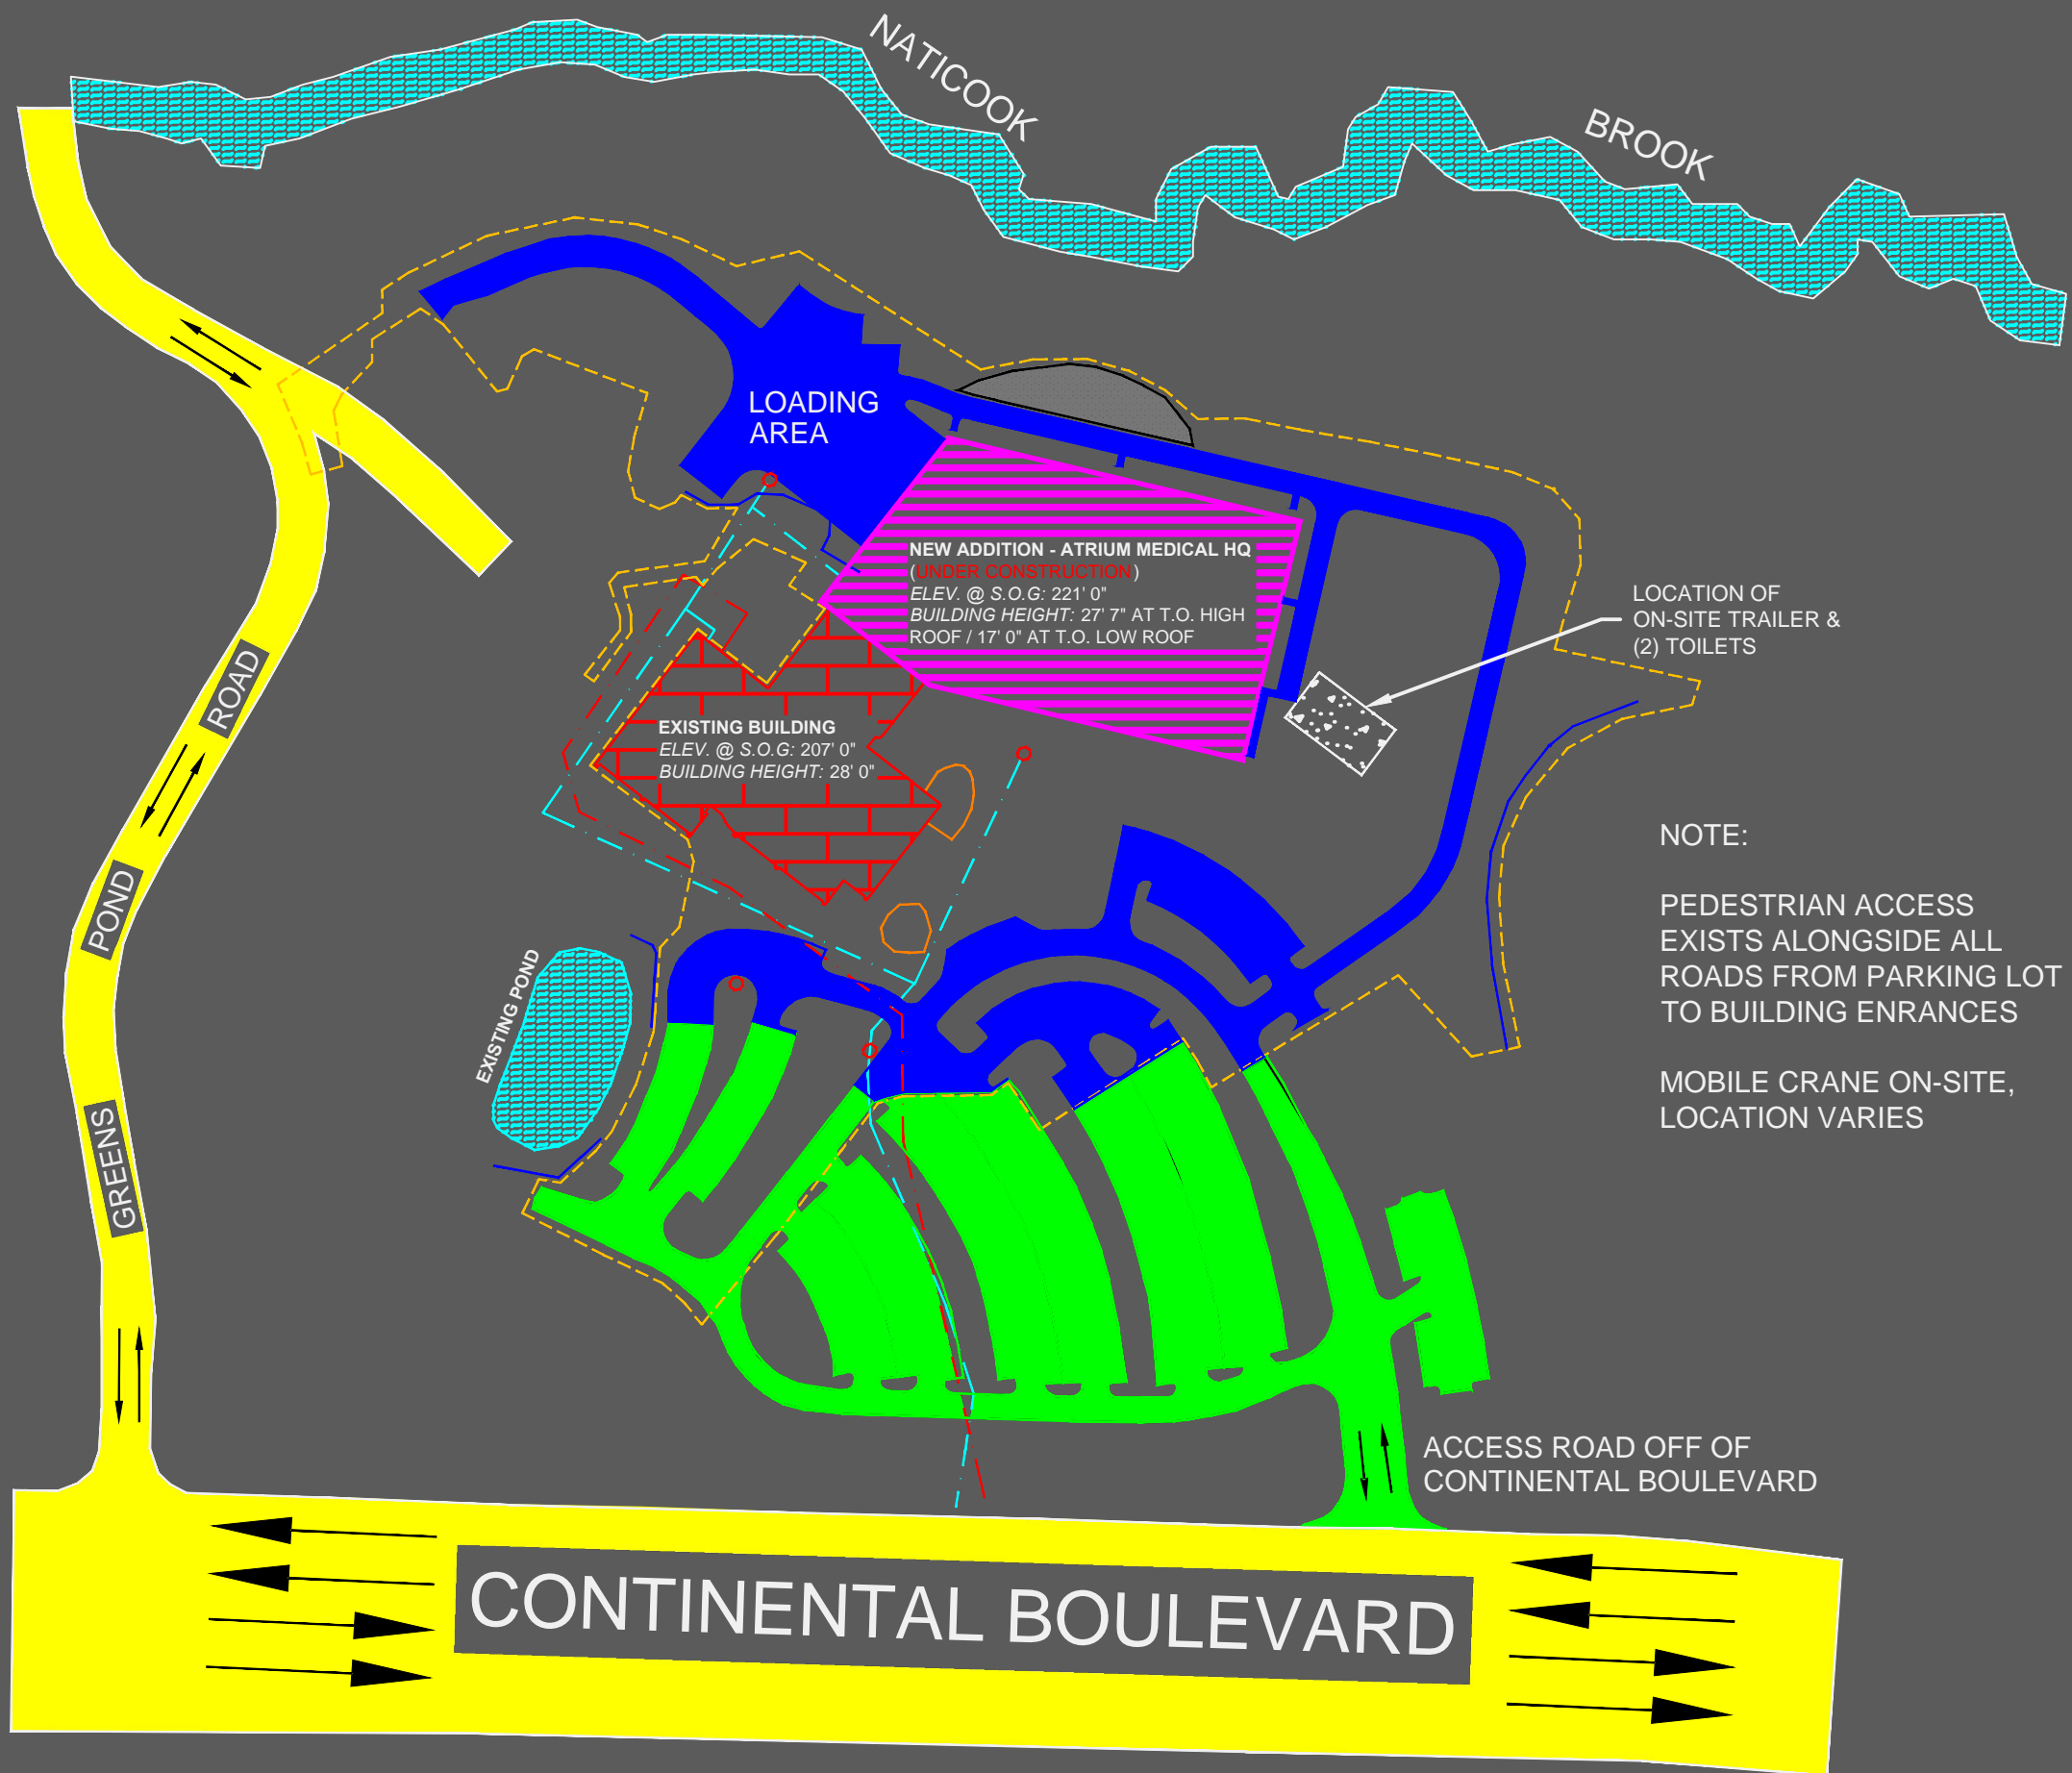 NATICOOK
BROOK
LOADING
AREA
NEW ADDITION - ATRIUM MEDICAL HQ
(UNDER CONSTRUCTION)
ELEV. @ S.O.G: 221' 0"
BUILDING HEIGHT: 27' 7" AT T.O. HIGH
ROOF / 17' 0" AT T.O. LOW ROOF
LOCATION OF
ON-SITE TRAILER &
(2) TOILETS
EXISTING BUILDING
ELEV. @ S.O.G: 207' 0"
BUILDING HEIGHT: 28' 0"
NOTE:
PEDESTRIAN ACCESS
EXISTS ALONGSIDE ALL
ROADS FROM PARKING LOT
TO BUILDING ENRANCES
MOBILE CRANE ON-SITE,
LOCATION VARIES
EXISTING POND
GREENS
POND
ROAD
ACCESS ROAD OFF OF
CONTINENTAL BOULEVARD
CONTINENTAL BOULEVARD